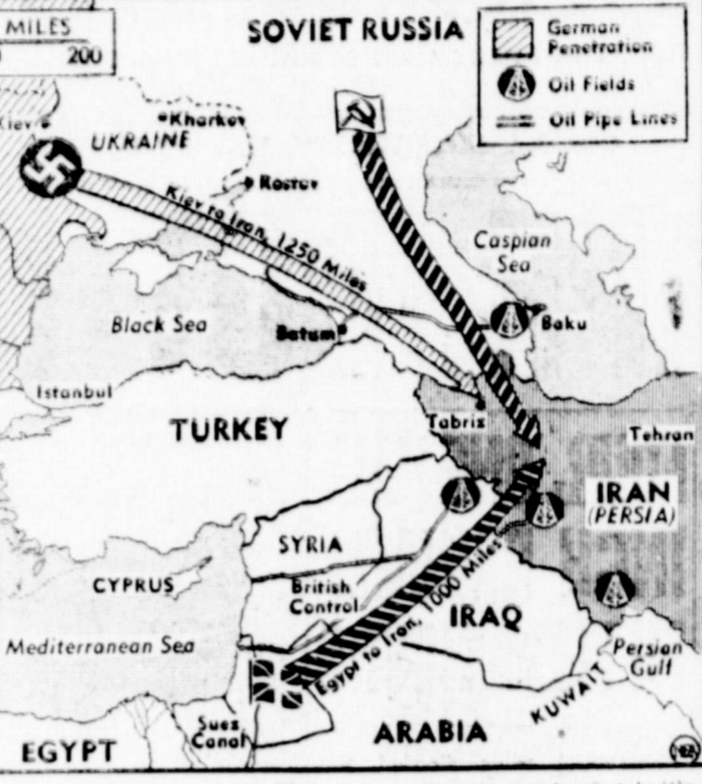 MILES
200
SOVIET RUSSIA
German
Penetration
Oil Fields
Oil Pipe Lines
Kiev
Kharkov
UKRAINE
Rostov
Kiev to Iran, 1250 Miles
Caspian
Sea
Black Sea
Batum
Baku
Istanbul
TURKEY
Tabriz
Tehran
IRAN
(PERSIA)
SYRIA
CYPRUS
British
Control
Egypt to Iran, 1000 Miles
IRAQ
Mediterranean Sea
Persian
Gulf
KUWAIT
Suez
Canal
ARABIA
EGYPT